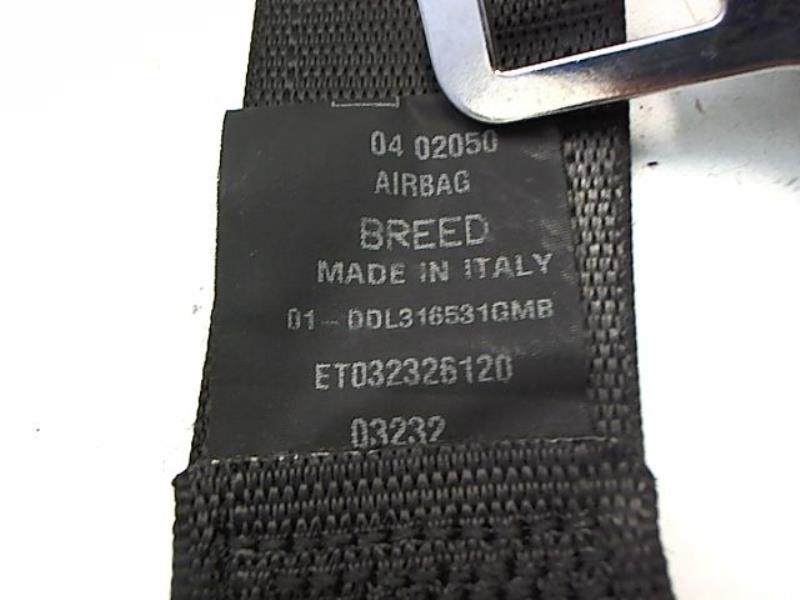 04 02050
AIRBAG
BREED
MADE IN ITALY
01-DDL316531GMB
ET032326120
03232